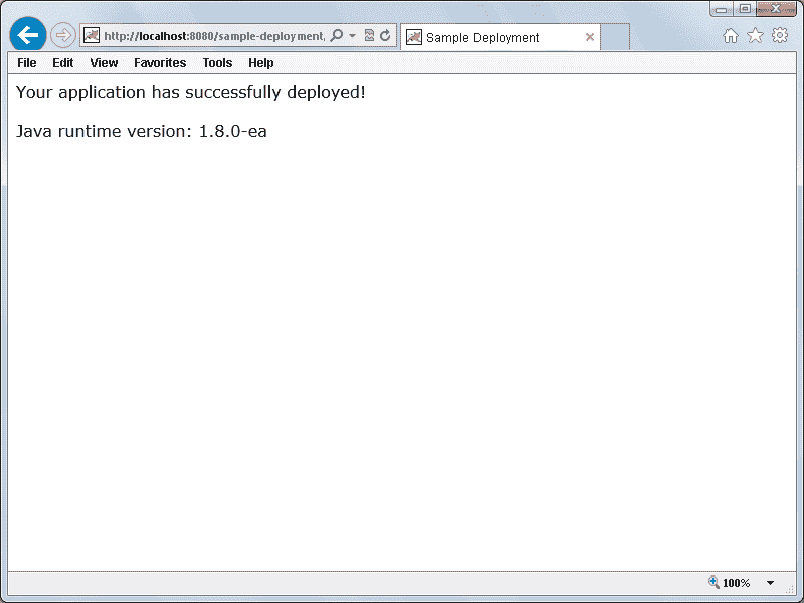 http://localhost:8080/sample-deployment,
Sample Deployment
File Edit View Favorites Tools Help
Your application has successfully deployed!
Java runtime version: 1.8.0-ea
100%